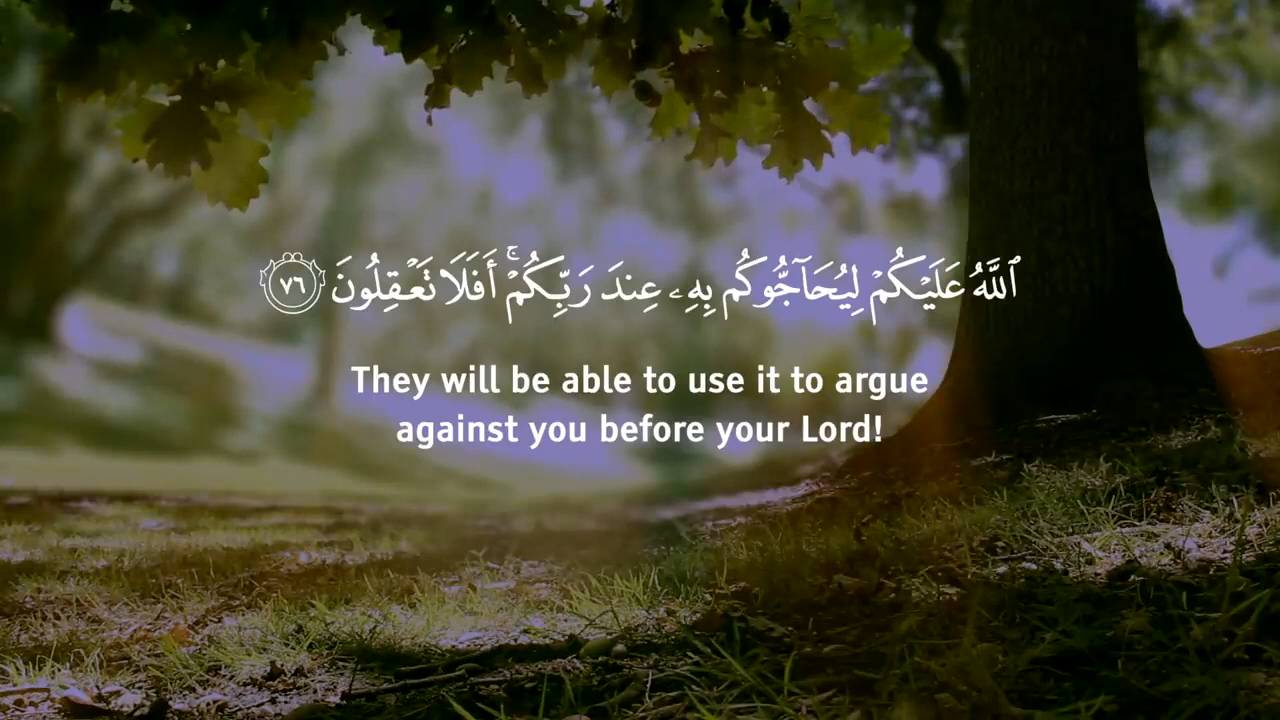 ٱللَّهُ عَلَيْكُمْ لِيُحَآجُّوكُم بِهِۦ عِندَ رَبِّكُمْ ۚ أَفَلَا تَعْقِلُونَ ٧٦
They will be able to use it to argue
against you before your Lord!